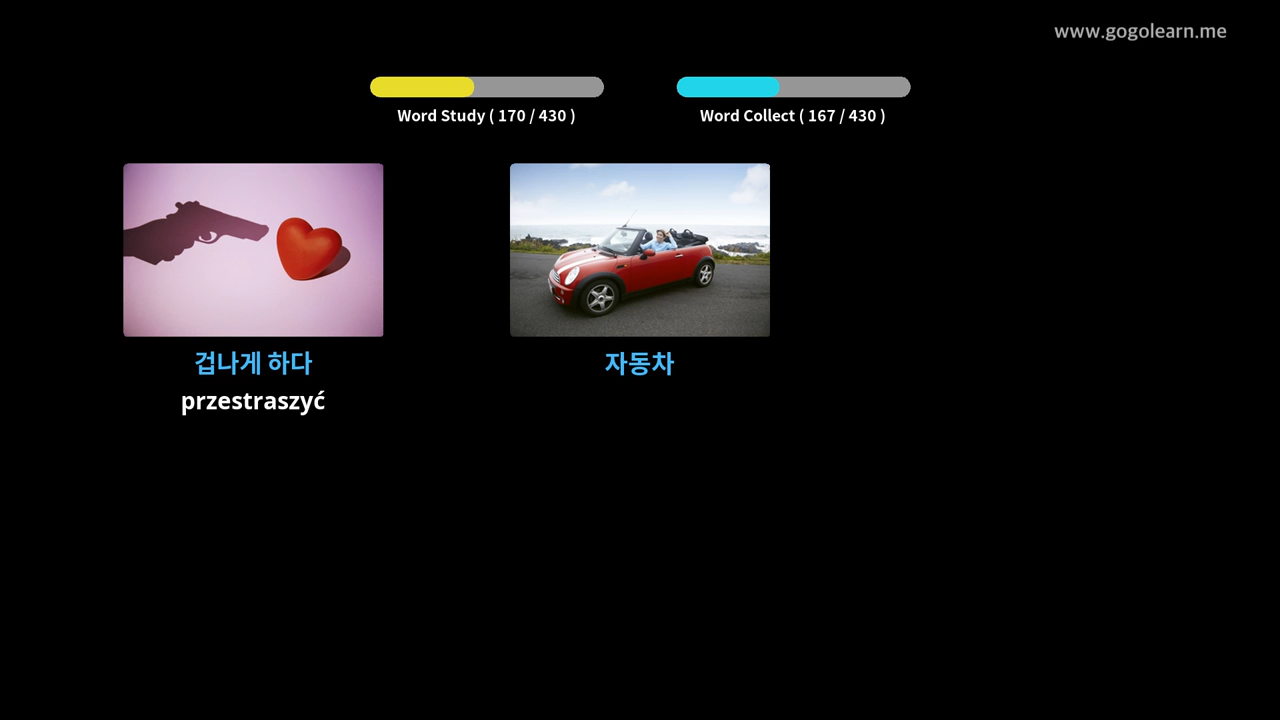 www.gogolearn.me
Word Study ( 170 / 430 )
Word Collect ( 167 / 430 )
겁나게 하다
przestraszyć
자동차